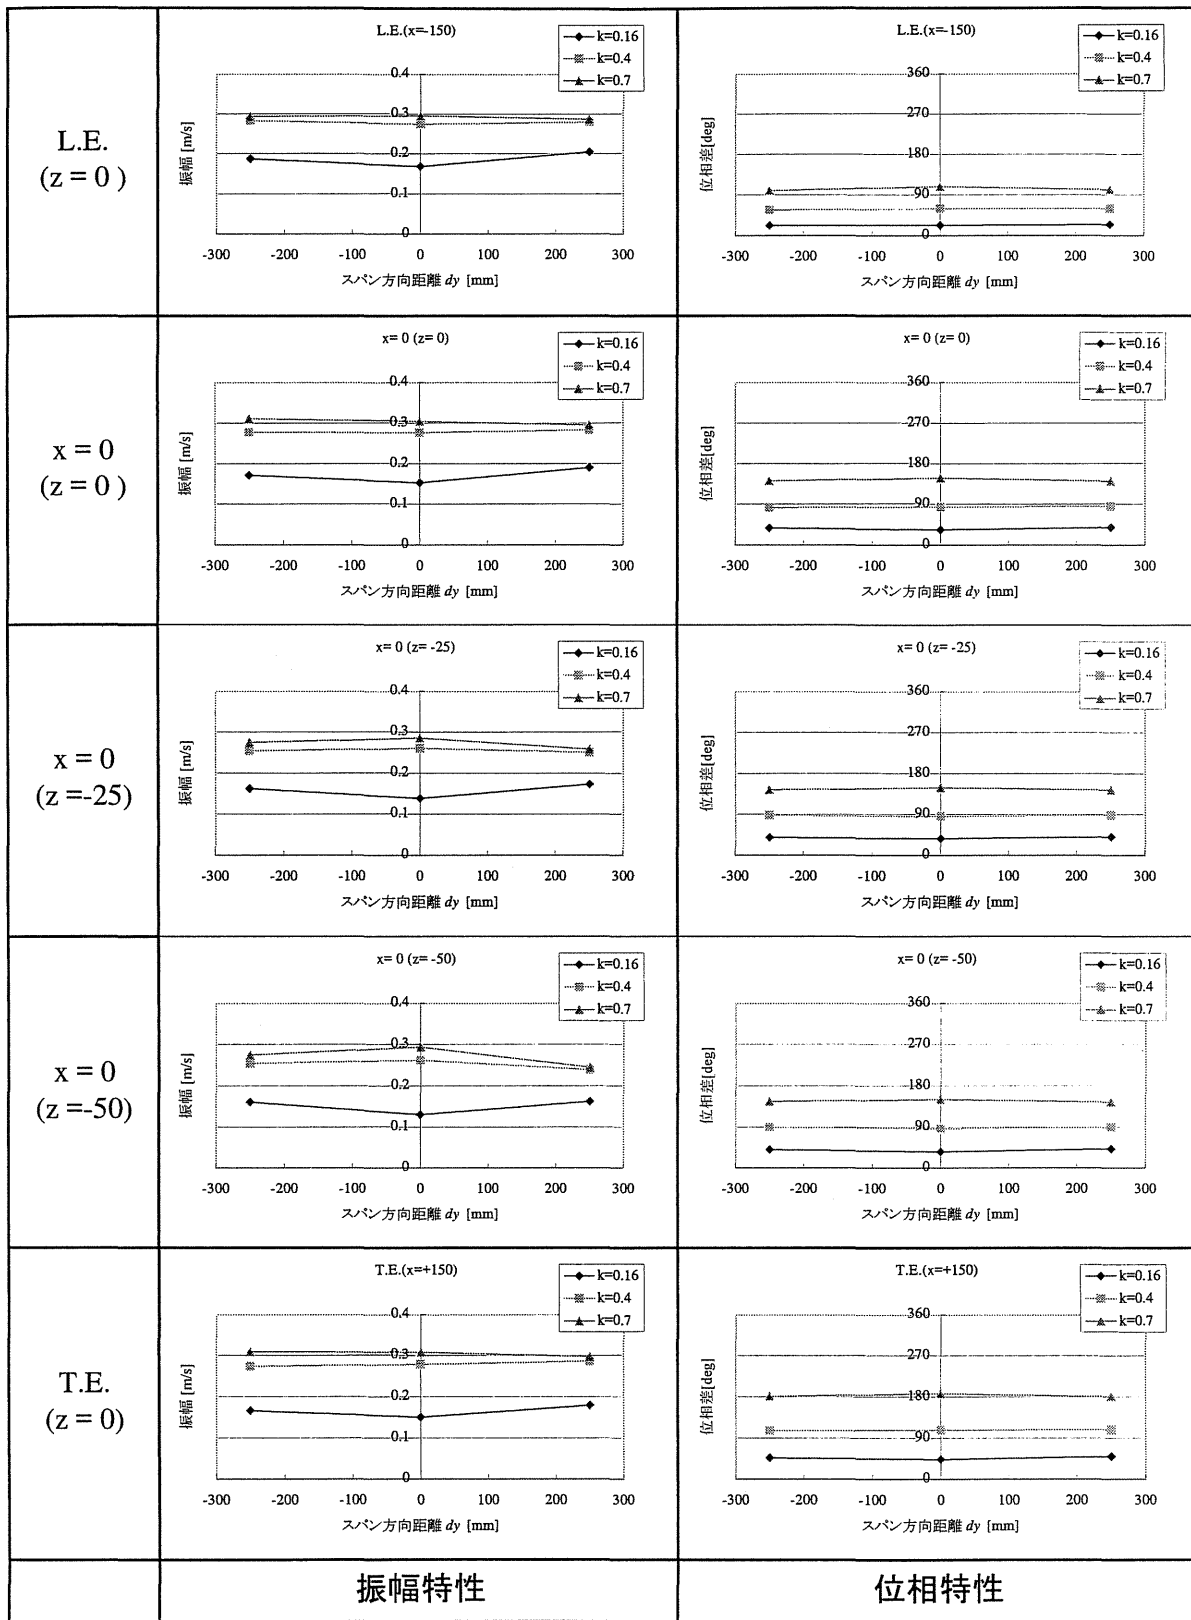 L.E.
(z = 0 )
L.E.(x=-150)
k=0.16
k=0.4
k=0.7
振幅 [m/s]
0.4
0.3
0.2
0.1
0
-300 -200 -100 0 100 200 300
スパン方向距離 dy [mm]
L.E.(x=-150)
k=0.16
k=0.4
k=0.7
位相差[deg]
360
270
180
90
0
-300 -200 -100 0 100 200 300
スパン方向距離 dy [mm]
x = 0
(z = 0 )
x= 0 (z= 0)
k=0.16
k=0.4
k=0.7
振幅 [m/s]
0.4
0.3
0.2
0.1
0
-300 -200 -100 0 100 200 300
スパン方向距離 dy [mm]
x= 0 (z= 0)
k=0.16
k=0.4
k=0.7
位相差[deg]
360
270
180
90
0
-300 -200 -100 0 100 200 300
スパン方向距離 dy [mm]
x = 0
(z =-25)
x= 0 (z= -25)
k=0.16
k=0.4
k=0.7
振幅 [m/s]
0.4
0.3
0.2
0.1
0
-300 -200 -100 0 100 200 300
スパン方向距離 dy [mm]
x= 0 (z= -25)
k=0.16
k=0.4
k=0.7
位相差[deg]
360
270
180
90
0
-300 -200 -100 0 100 200 300
スパン方向距離 dy [mm]
x = 0
(z =-50)
x= 0 (z= -50)
k=0.16
k=0.4
k=0.7
振幅 [m/s]
0.4
0.3
0.2
0.1
0
-300 -200 -100 0 100 200 300
スパン方向距離 dy [mm]
x= 0 (z= -50)
k=0.16
k=0.4
k=0.7
位相差[deg]
360
270
180
90
0
-300 -200 -100 0 100 200 300
スパン方向距離 dy [mm]
T.E.
(z = 0)
T.E.(x=+150)
k=0.16
k=0.4
k=0.7
振幅 [m/s]
0.4
0.3
0.2
0.1
0
-300 -200 -100 0 100 200 300
スパン方向距離 dy [mm]
T.E.(x=+150)
k=0.16
k=0.4
k=0.7
位相差[deg]
360
270
180
90
0
-300 -200 -100 0 100 200 300
スパン方向距離 dy [mm]
振幅特性 位相特性